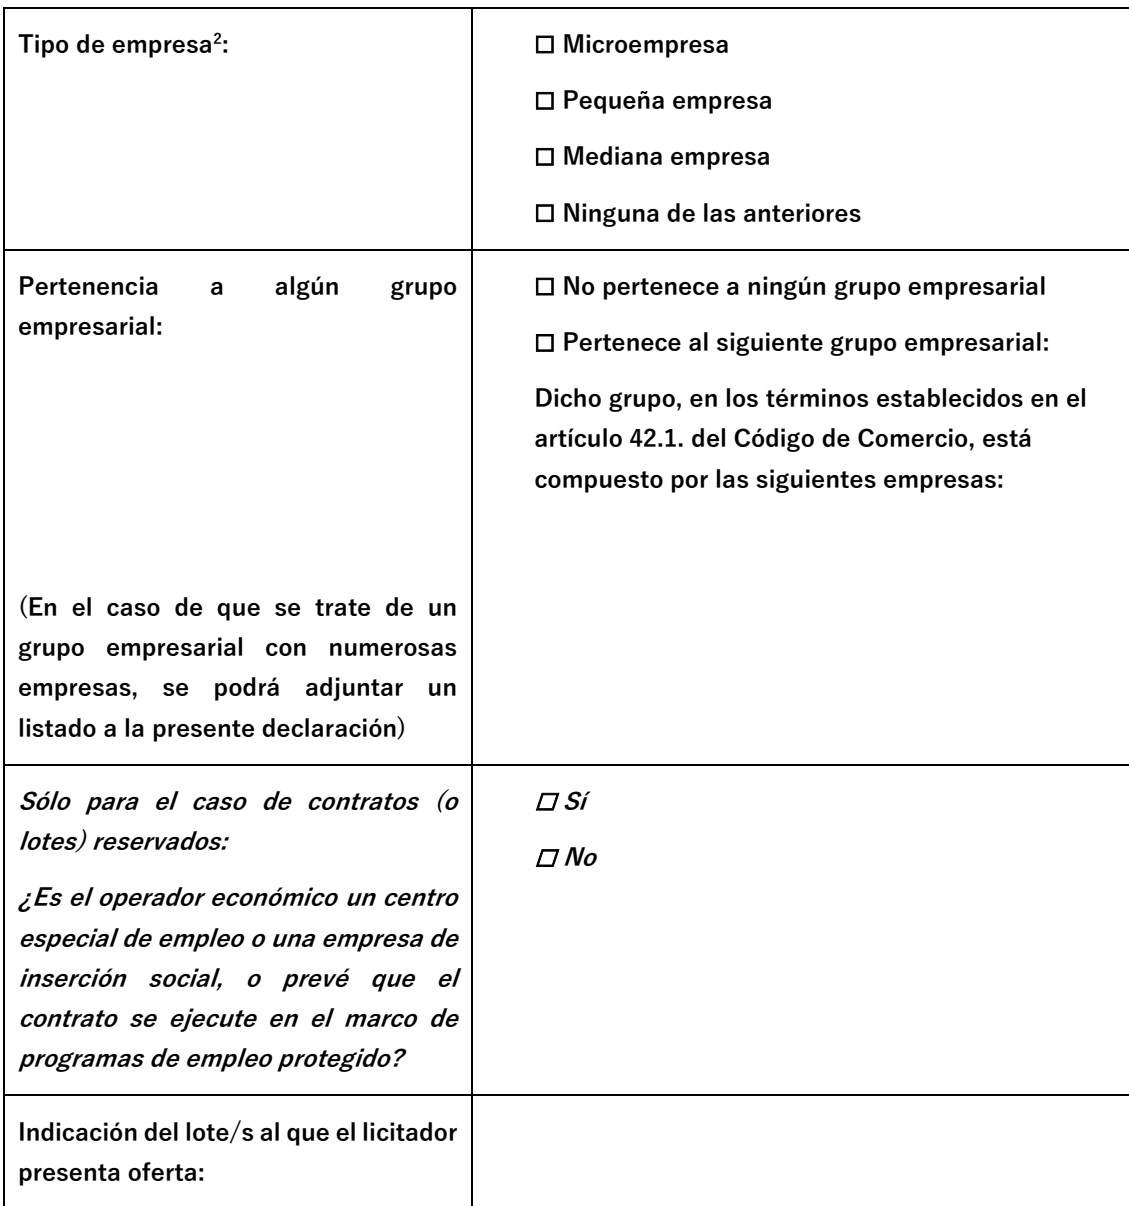 Tipo de empresa²:
☐ Microempresa
☐ Pequeña empresa
☐ Mediana empresa
☐ Ninguna de las anteriores
Pertenencia a algún grupo
empresarial:
(En el caso de que se trate de un
grupo empresarial con numerosas
empresas, se podrá adjuntar un
listado a la presente declaración)
☐ No pertenece a ningún grupo empresarial
☐ Pertenece al siguiente grupo empresarial:
Dicho grupo, en los términos establecidos en el
artículo 42.1. del Código de Comercio, está
compuesto por las siguientes empresas:
Sólo para el caso de contratos (o
lotes) reservados:
¿Es el operador económico un centro
especial de empleo o una empresa de
inserción social, o prevé que el
contrato se ejecute en el marco de
programas de empleo protegido?
☐ Sí
☐ No
Indicación del lote/s al que el licitador
presenta oferta: